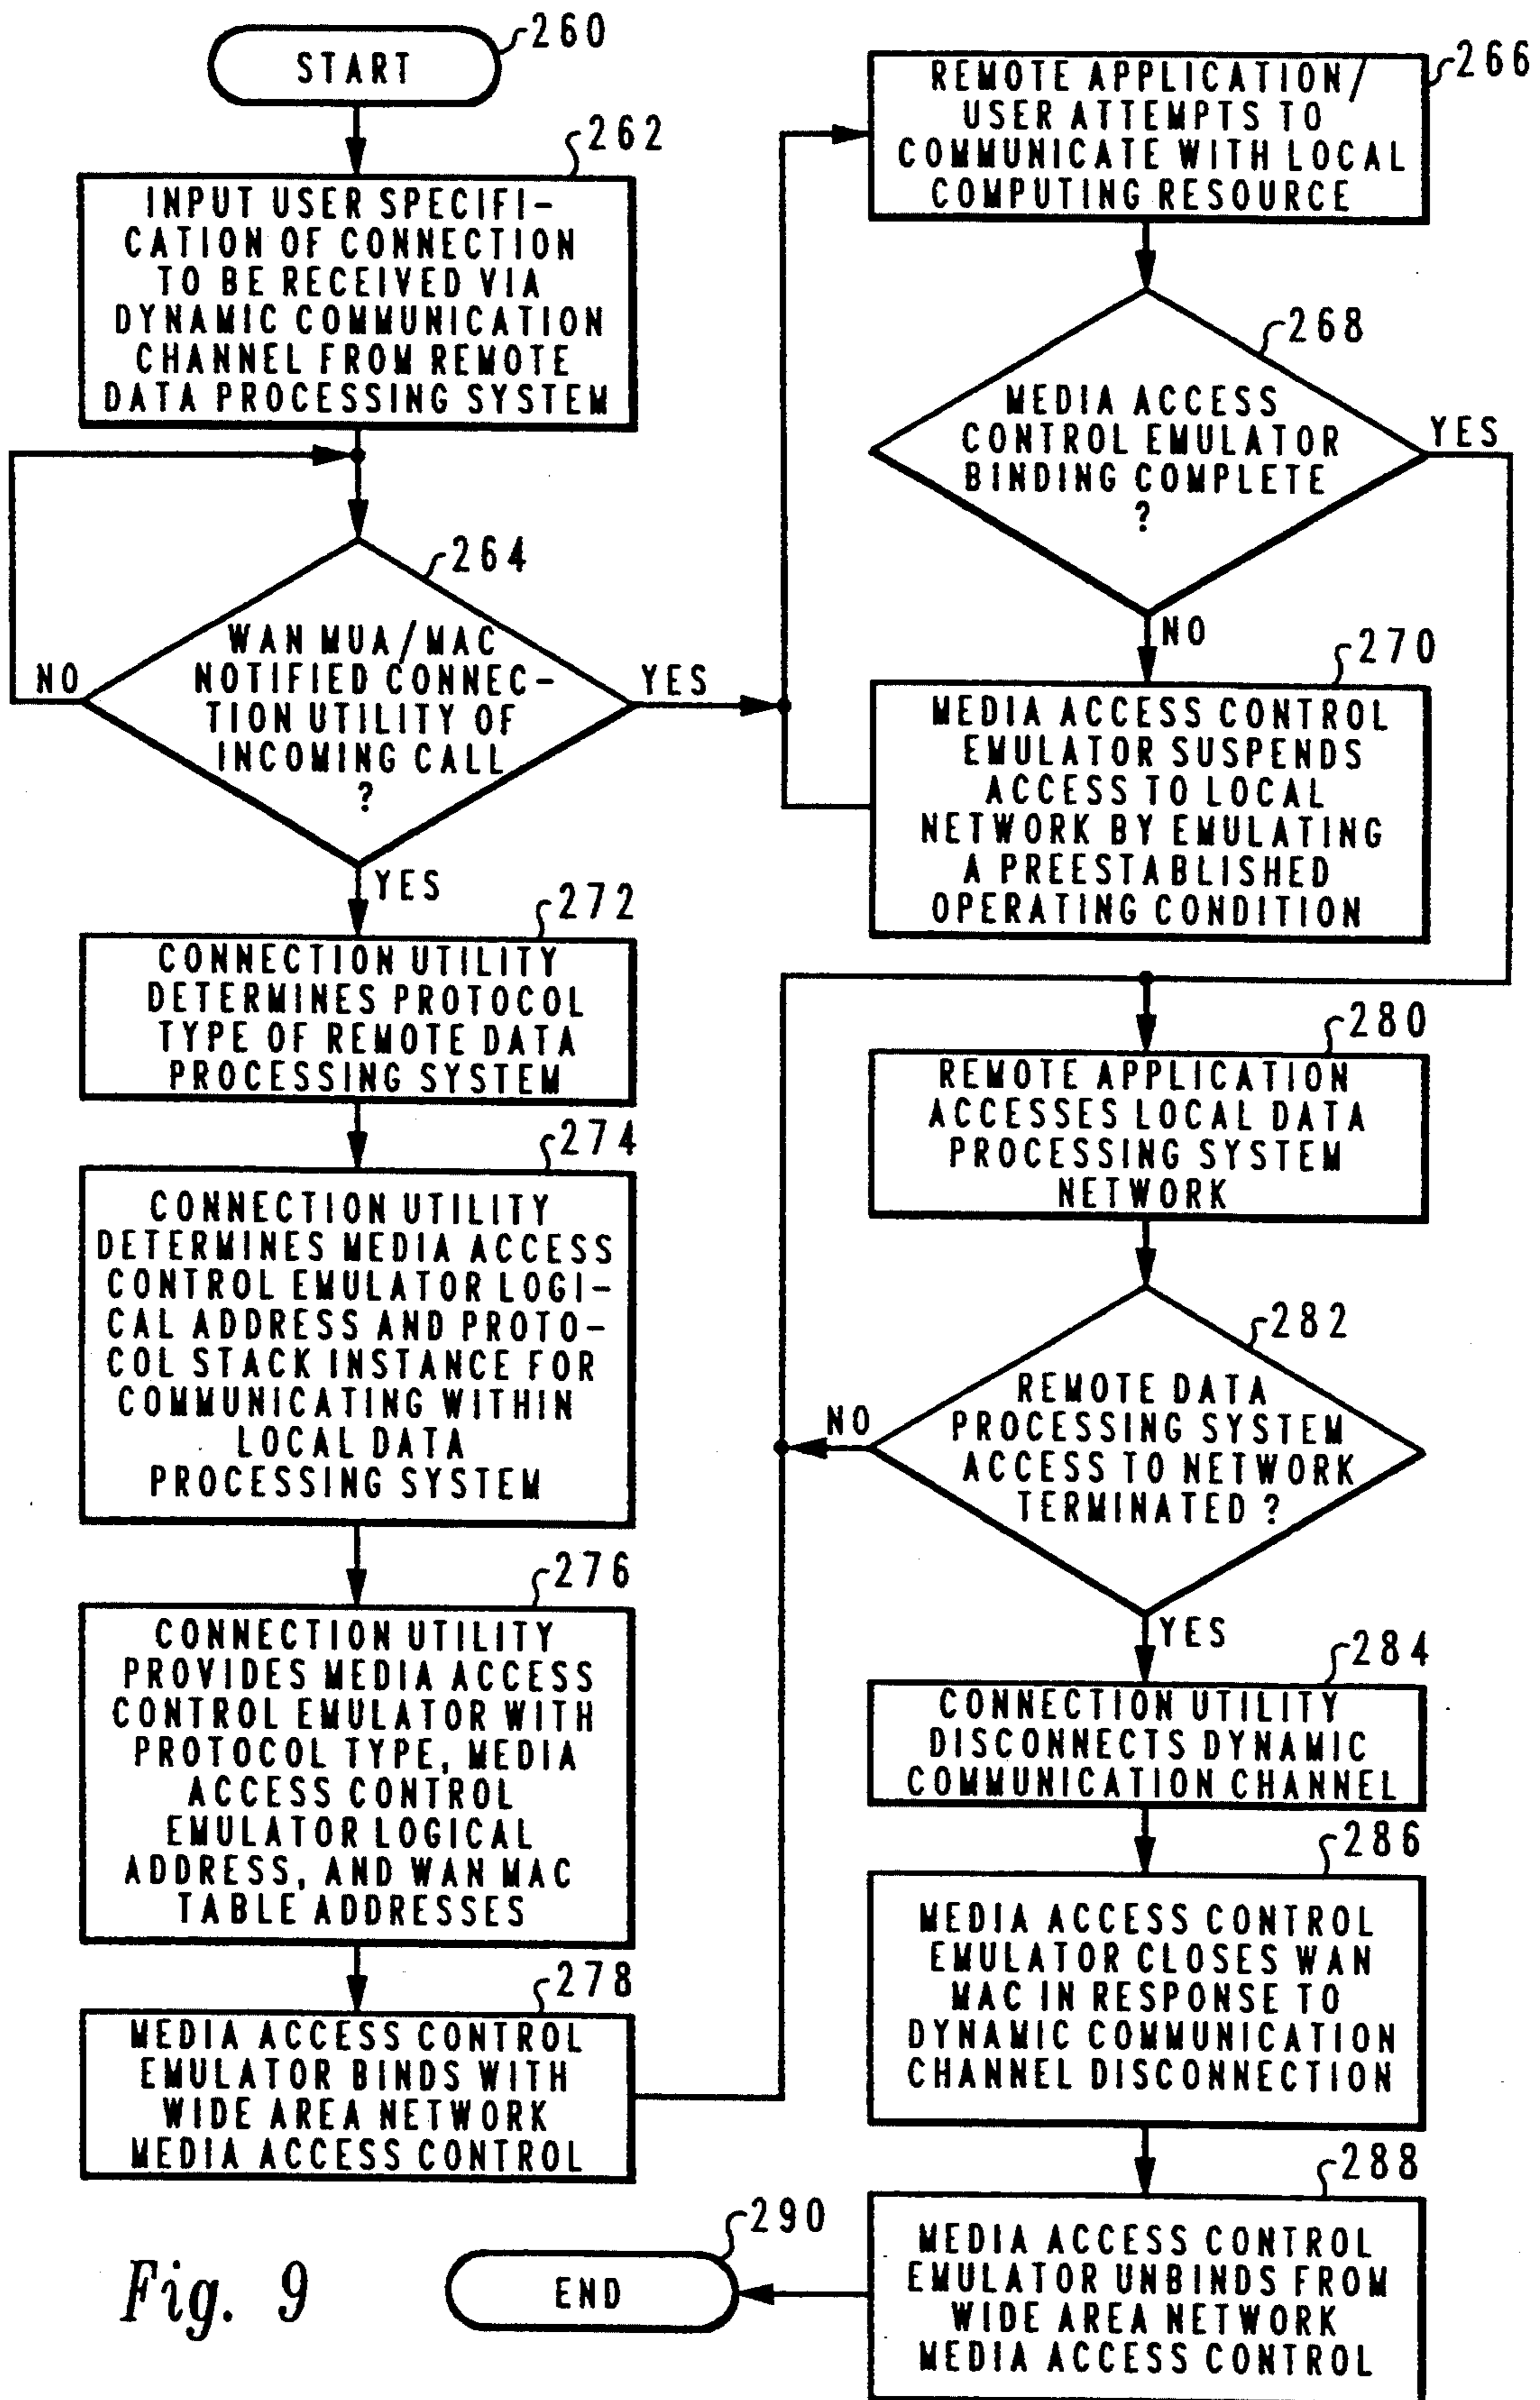 START
260
262
INPUT USER SPECIFI-
CATION OF CONNECTION
TO BE RECEIVED VIA
DYNAMIC COMMUNICATION
CHANNEL FROM REMOTE
DATA PROCESSING SYSTEM
264
WAN MUA/MAC
NOTIFIED CONNEC-
TION UTILITY OF
INCOMING CALL
?
NO
YES
YES
272
CONNECTION UTILITY
DETERMINES PROTOCOL
TYPE OF REMOTE DATA
PROCESSING SYSTEM
274
CONNECTION UTILITY
DETERMINES MEDIA ACCESS
CONTROL EMULATOR LOGI-
CAL ADDRESS AND PROTO-
COL STACK INSTANCE FOR
COMMUNICATING WITHIN
LOCAL DATA
PROCESSING SYSTEM
276
CONNECTION UTILITY
PROVIDES MEDIA ACCESS
CONTROL EMULATOR WITH
PROTOCOL TYPE, MEDIA
ACCESS CONTROL
EMULATOR LOGICAL
ADDRESS, AND WAN MAC
TABLE ADDRESSES
278
MEDIA ACCESS CONTROL
EMULATOR BINDS WITH
WIDE AREA NETWORK
MEDIA ACCESS CONTROL
266
REMOTE APPLICATION/
USER ATTEMPTS TO
COMMUNICATE WITH LOCAL
COMPUTING RESOURCE
268
MEDIA ACCESS
CONTROL EMULATOR
BINDING COMPLETE
?
YES
NO
270
MEDIA ACCESS CONTROL
EMULATOR SUSPENDS
ACCESS TO LOCAL
NETWORK BY EMULATING
A PREESTABLISHED
OPERATING CONDITION
280
REMOTE APPLICATION
ACCESSES LOCAL DATA
PROCESSING SYSTEM
NETWORK
282
REMOTE DATA
PROCESSING SYSTEM
ACCESS TO NETWORK
TERMINATED ?
NO
YES
284
CONNECTION UTILITY
DISCONNECTS DYNAMIC
COMMUNICATION CHANNEL
286
MEDIA ACCESS CONTROL
EMULATOR CLOSES WAN
MAC IN RESPONSE TO
DYNAMIC COMMUNICATION
CHANNEL DISCONNECTION
288
MEDIA ACCESS CONTROL
EMULATOR UNBINDS FROM
WIDE AREA NETWORK
MEDIA ACCESS CONTROL
290
END
Fig. 9